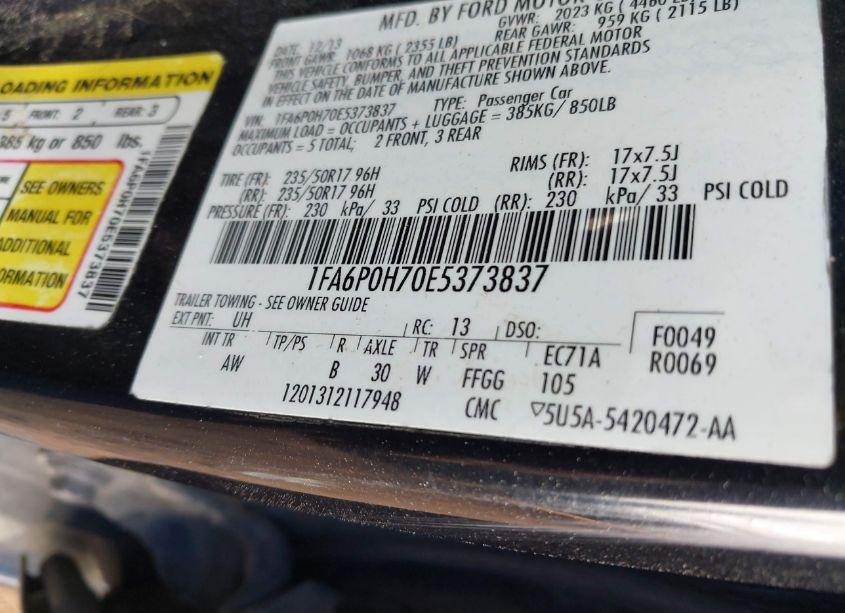 MFD. BY FORD MOTOR
DATE: 12/13 GVWR: 2023 KG ( 4460
FRONT GAWR: 1068 KG ( 2355 LB) REAR GAWR: 959 KG ( 2115 LB)
THIS VEHICLE CONFORMS TO ALL APPLICABLE FEDERAL MOTOR
VEHICLE SAFETY, BUMPER, AND THEFT PREVENTION STANDARDS
IN EFFECT ON THE DATE OF MANUFACTURE SHOWN ABOVE.
VIN: 1FA6P0H70E5373837 TYPE: Passenger Car
MAXIMUM LOAD = OCCUPANTS + LUGGAGE = 385KG/ 850LB
OCCUPANTS = 5 TOTAL; 2 FRONT, 3 REAR
TIRE (FR): 235/50R17 96H RIMS (FR): 17x7.5J
(RR): 235/50R17 96H (RR): 17x7.5J
PRESSURE (FR): 230 kPa/ 33 PSI COLD (RR): 230 kPa/ 33 PSI COLD
1FA6P0H70E5373837
TRAILER TOWING - SEE OWNER GUIDE
EXT PNT: UH RC: 13 DSO: F0049
INT TR TP/PS R AXLE TR SPR EC71A R0069
AW B 30 W FFGG 105
1201312117948 CMC ▽5U5A-5420472-AA
LOADING INFORMATION
5 FRONT: 2 REAR: 3
385 kg or 850 lbs.
SEE OWNERS
MANUAL FOR
ADDITIONAL
INFORMATION
1FA6P0H70E5373837